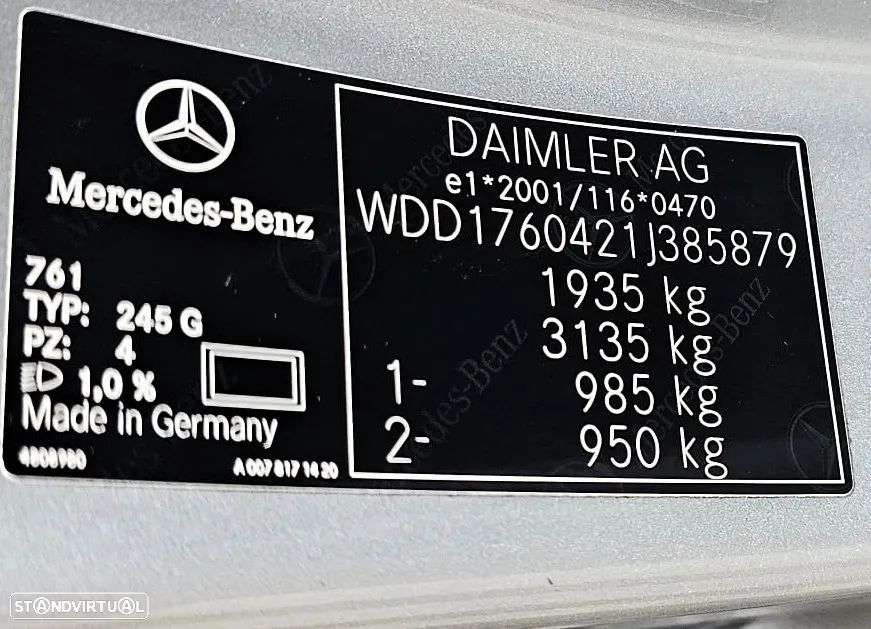 Mercedes-Benz
761
TYP: 245 G
PZ: 4
1,0 %
Made in Germany
4808980
A 007 817 14 20
DAIMLER AG
e1*2001/116*0470
WDD1760421J385879
1935 kg
3135 kg
1- 985 kg
2- 950 kg
STANDVIRTUAL